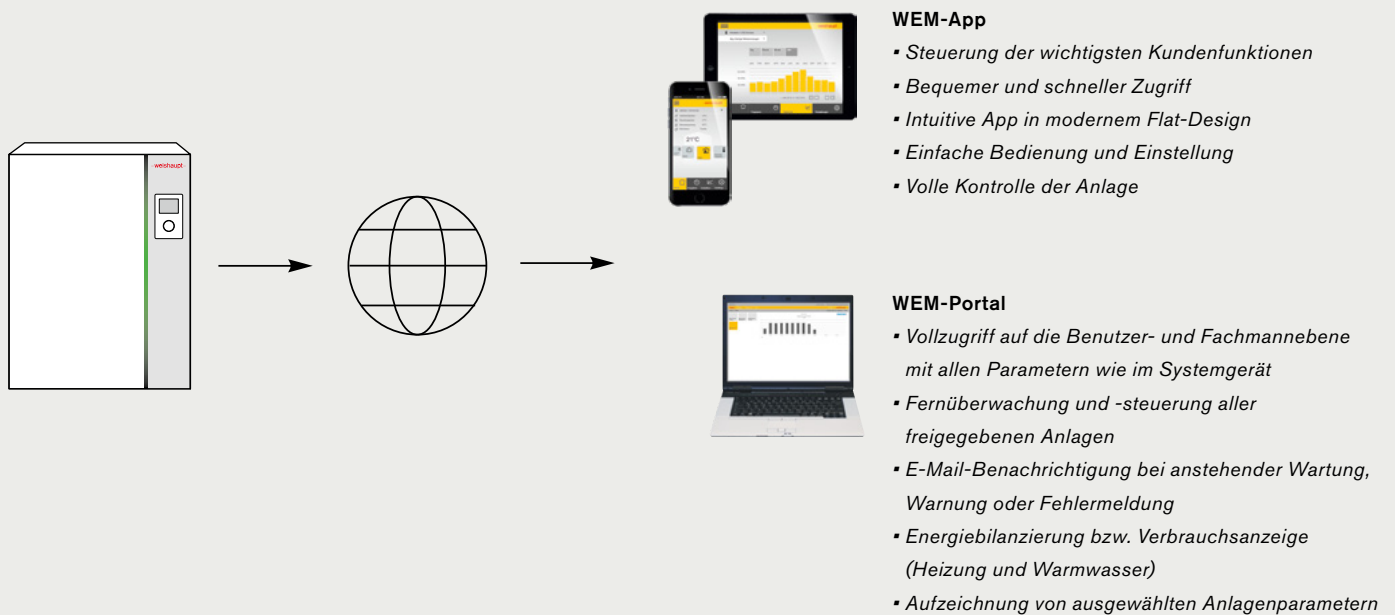 weishaupt
21°C
WEM-App
▪ Steuerung der wichtigsten Kundenfunktionen
▪ Bequemer und schneller Zugriff
▪ Intuitive App in modernem Flat-Design
▪ Einfache Bedienung und Einstellung
▪ Volle Kontrolle der Anlage
WEM-Portal
▪ Vollzugriff auf die Benutzer- und Fachmannebene
mit allen Parametern wie im Systemgerät
▪ Fernüberwachung und -steuerung aller
freigegebenen Anlagen
▪ E-Mail-Benachrichtigung bei anstehender Wartung,
Warnung oder Fehlermeldung
▪ Energiebilanzierung bzw. Verbrauchsanzeige
(Heizung und Warmwasser)
▪ Aufzeichnung von ausgewählten Anlagenparametern